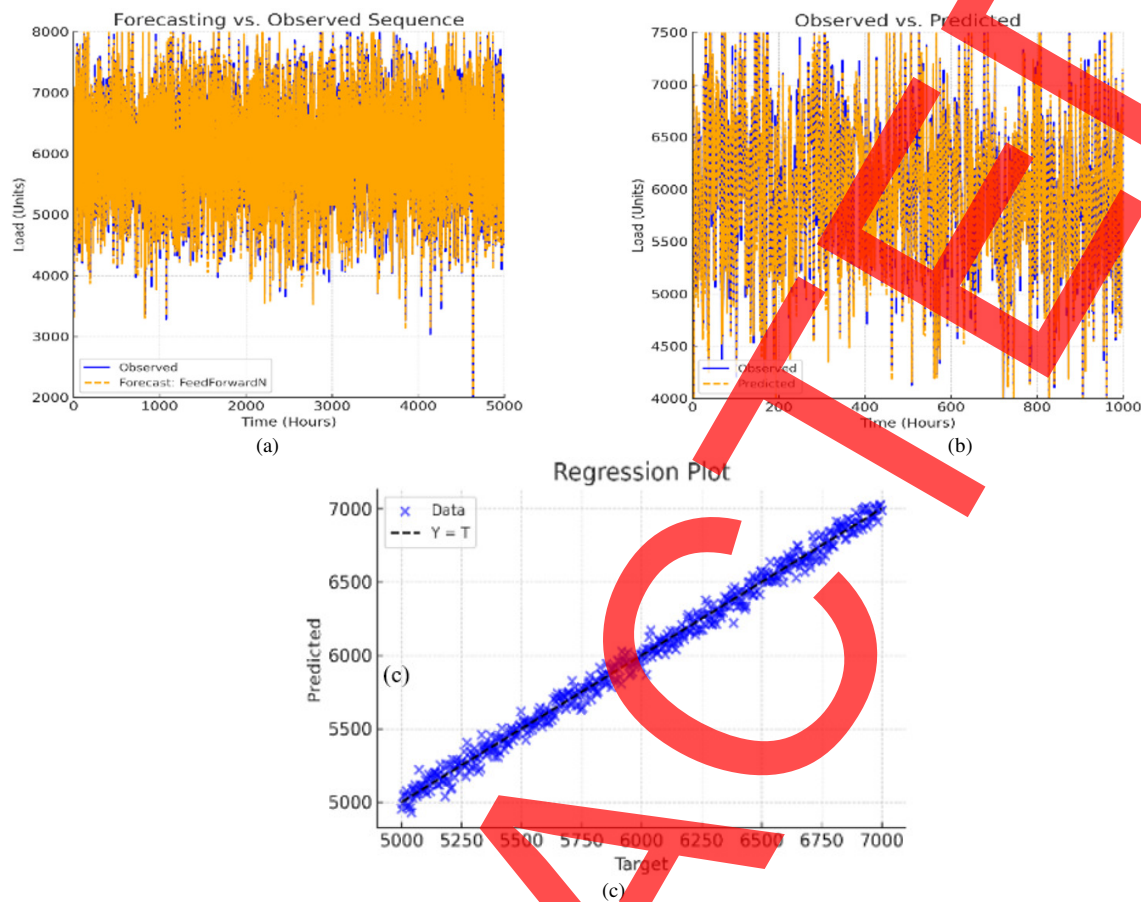 Forecasting vs. Observed Sequence
8000
7000
6000
5000
4000
3000
2000
Load (Units)
Observed
Forecast: FeedForwardN
0 1000 2000 3000 4000 5000
Time (Hours)
(a)
Observed vs. Predicted
7500
7000
6500
6000
5500
5000
4500
4000
Load (Units)
Observed
Predicted
0 200 400 600 800 1000
Time (Hours)
(b)
Regression Plot
Data
Y = T
7000
6500
6000
5500
5000
Predicted
(c)
5000 5250 5500 5750 6000 6250 6500 6750 7000
Target
(c)
ACTE